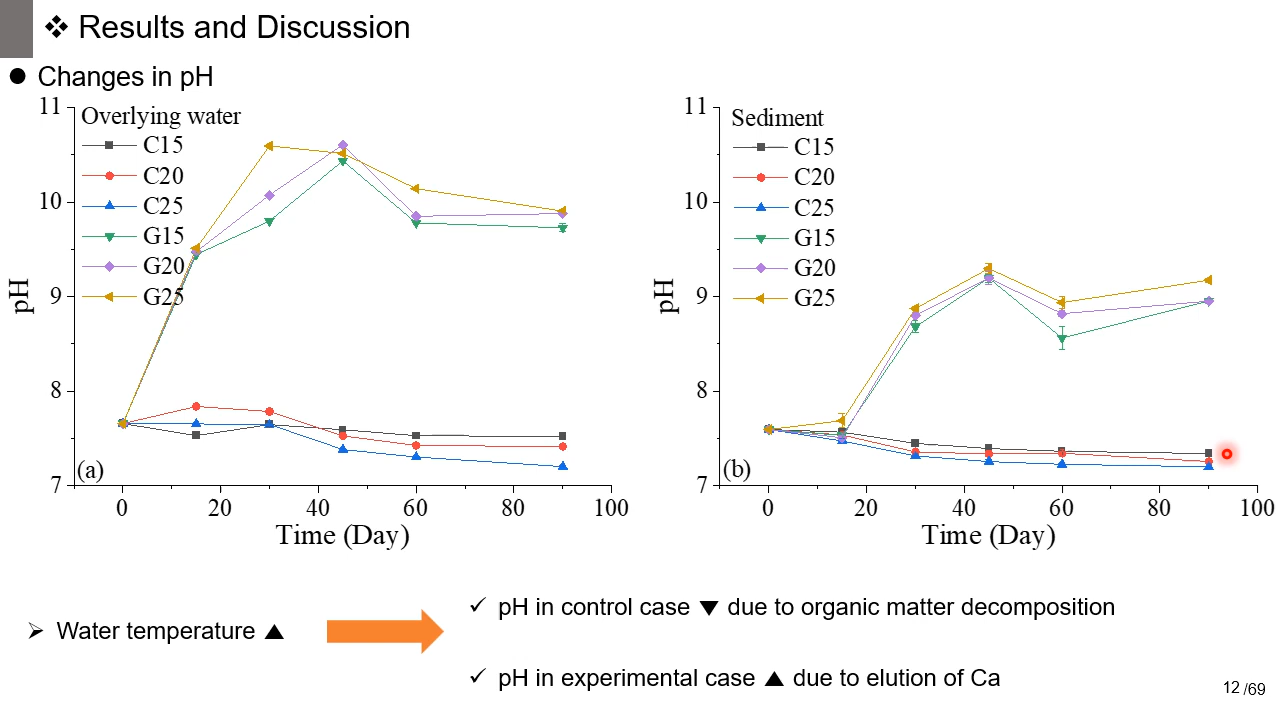 ❖ Results and Discussion
● Changes in pH
11
10
9
8
7
pH
Overlying water
C15
C20
C25
G15
G20
G25
(a)
0 20 40 60 80 100
Time (Day)
11
10
9
8
7
pH
Sediment
C15
C20
C25
G15
G20
G25
(b)
0 20 40 60 80 100
Time (Day)
➢ Water temperature ▲
✓ pH in control case ▼ due to organic matter decomposition
✓ pH in experimental case ▲ due to elution of Ca
12 /69